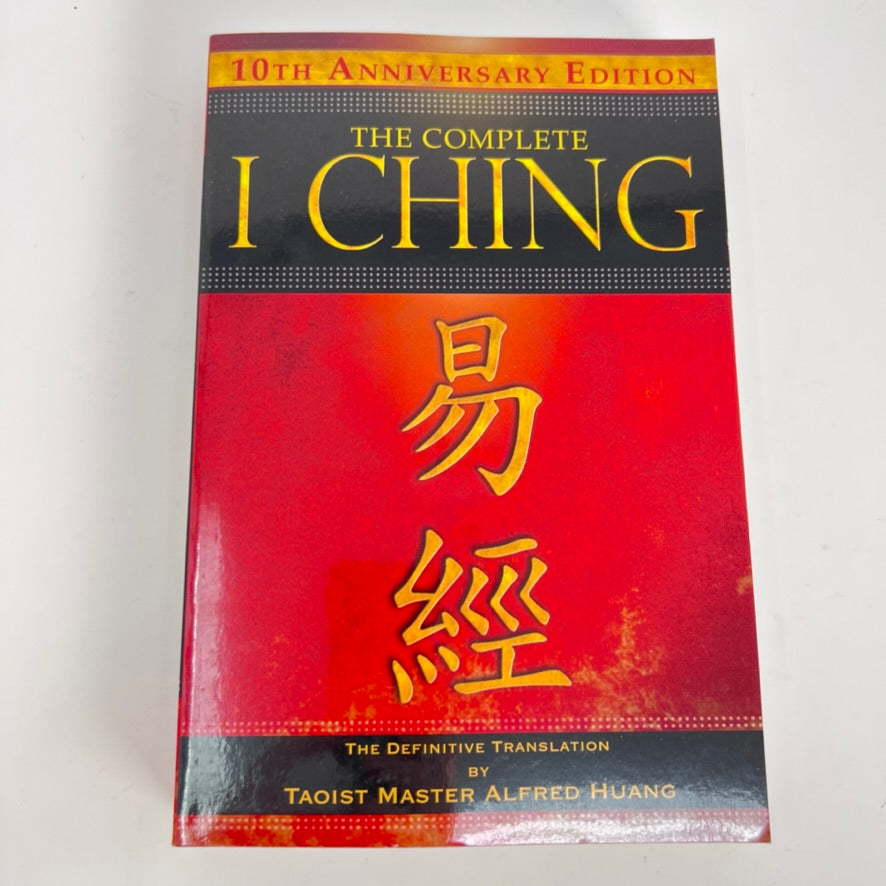 10TH ANNIVERSARY EDITION
THE COMPLETE
I CHING
易
經
THE DEFINITIVE TRANSLATION
BY
TAOIST MASTER ALFRED HUANG